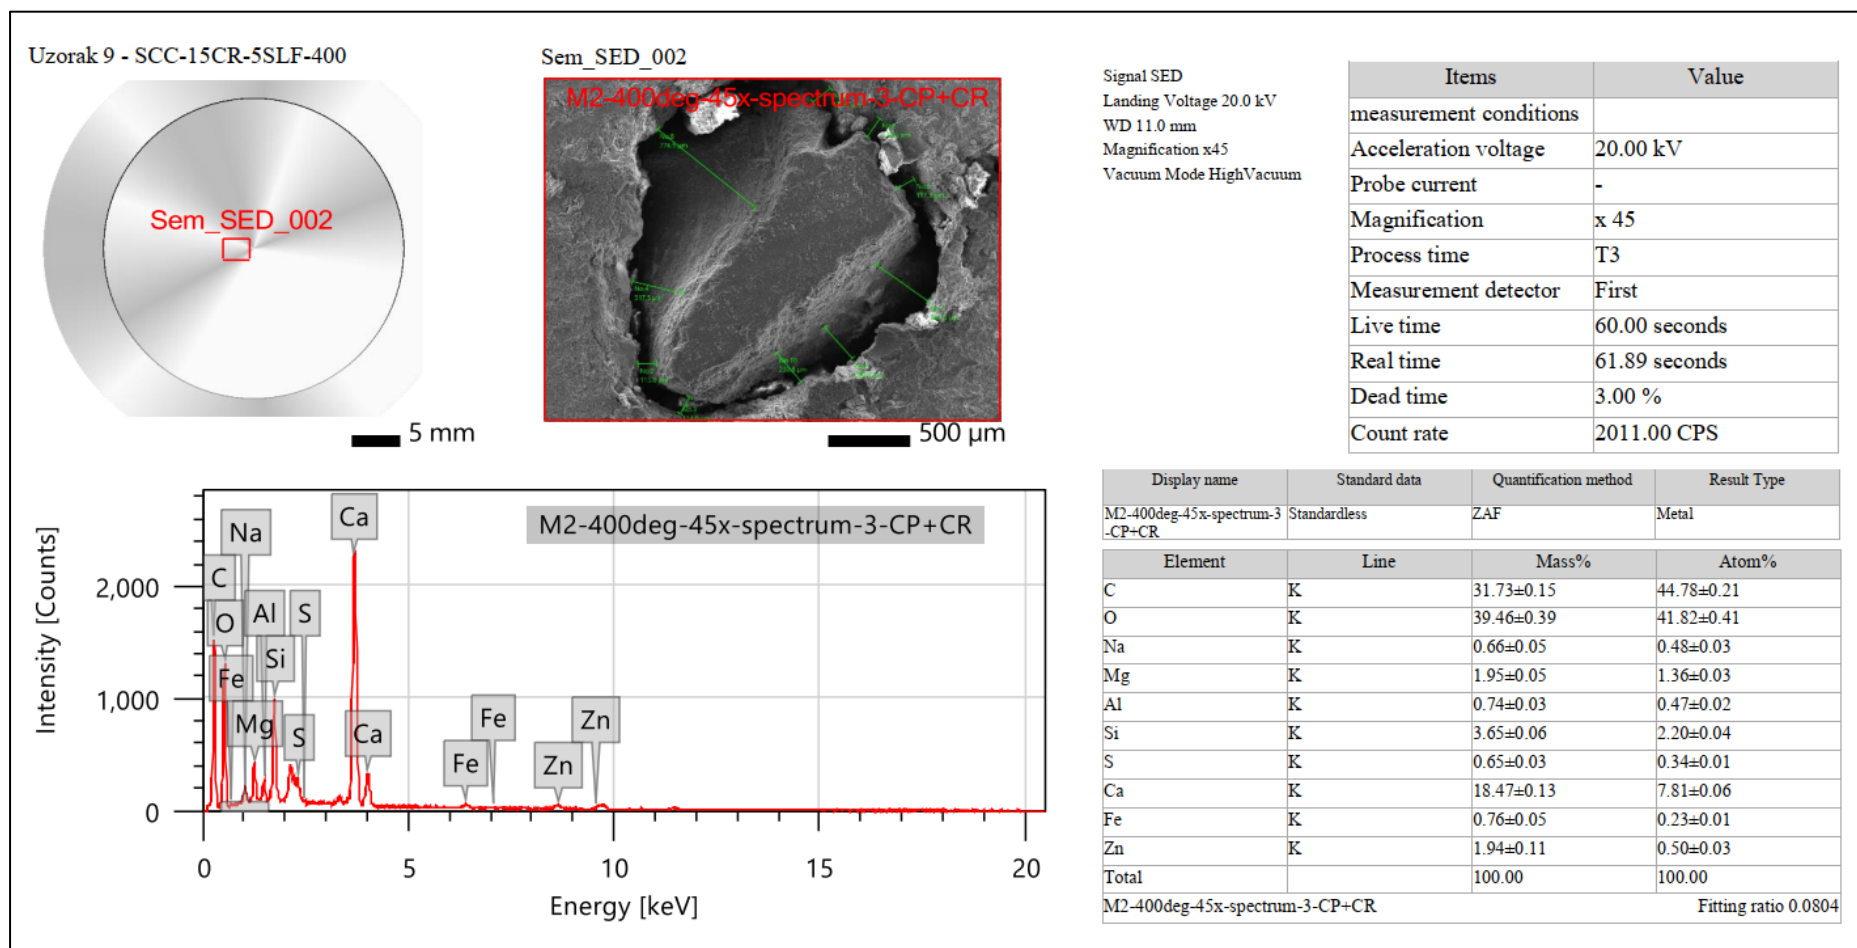 Uzorak 9 - SCC-15CR-5SLF-400
Sem_SED_002
Sem_SED_002
5 mm
M2-400deg-45x-spectrum-3-CP+CR
500 µm
Signal SED
Landing Voltage 20.0 kV
WD 11.0 mm
Magnification x45
Vacuum Mode HighVacuum
Items Value
measurement conditions
Acceleration voltage 20.00 kV
Probe current -
Magnification x 45
Process time T3
Measurement detector First
Live time 60.00 seconds
Real time 61.89 seconds
Dead time 3.00 %
Count rate 2011.00 CPS
Intensity [Counts]
2,000
1,000
0
M2-400deg-45x-spectrum-3-CP+CR
C
O
Fe
Na
Mg
Al
Si
S
S
Ca
Ca
Fe
Fe
Zn
Zn
0 5 10 15 20
Energy [keV]
Display name Standard data Quantification method Result Type
M2-400deg-45x-spectrum-3 Standardless ZAF Metal
-CP+CR
Element Line Mass% Atom%
C K 31.73±0.15 44.78±0.21
O K 39.46±0.39 41.82±0.41
Na K 0.66±0.05 0.48±0.03
Mg K 1.95±0.05 1.36±0.03
Al K 0.74±0.03 0.47±0.02
Si K 3.65±0.06 2.20±0.04
S K 0.65±0.03 0.34±0.01
Ca K 18.47±0.13 7.81±0.06
Fe K 0.76±0.05 0.23±0.01
Zn K 1.94±0.11 0.50±0.03
Total 100.00 100.00
M2-400deg-45x-spectrum-3-CP+CR Fitting ratio 0.0804